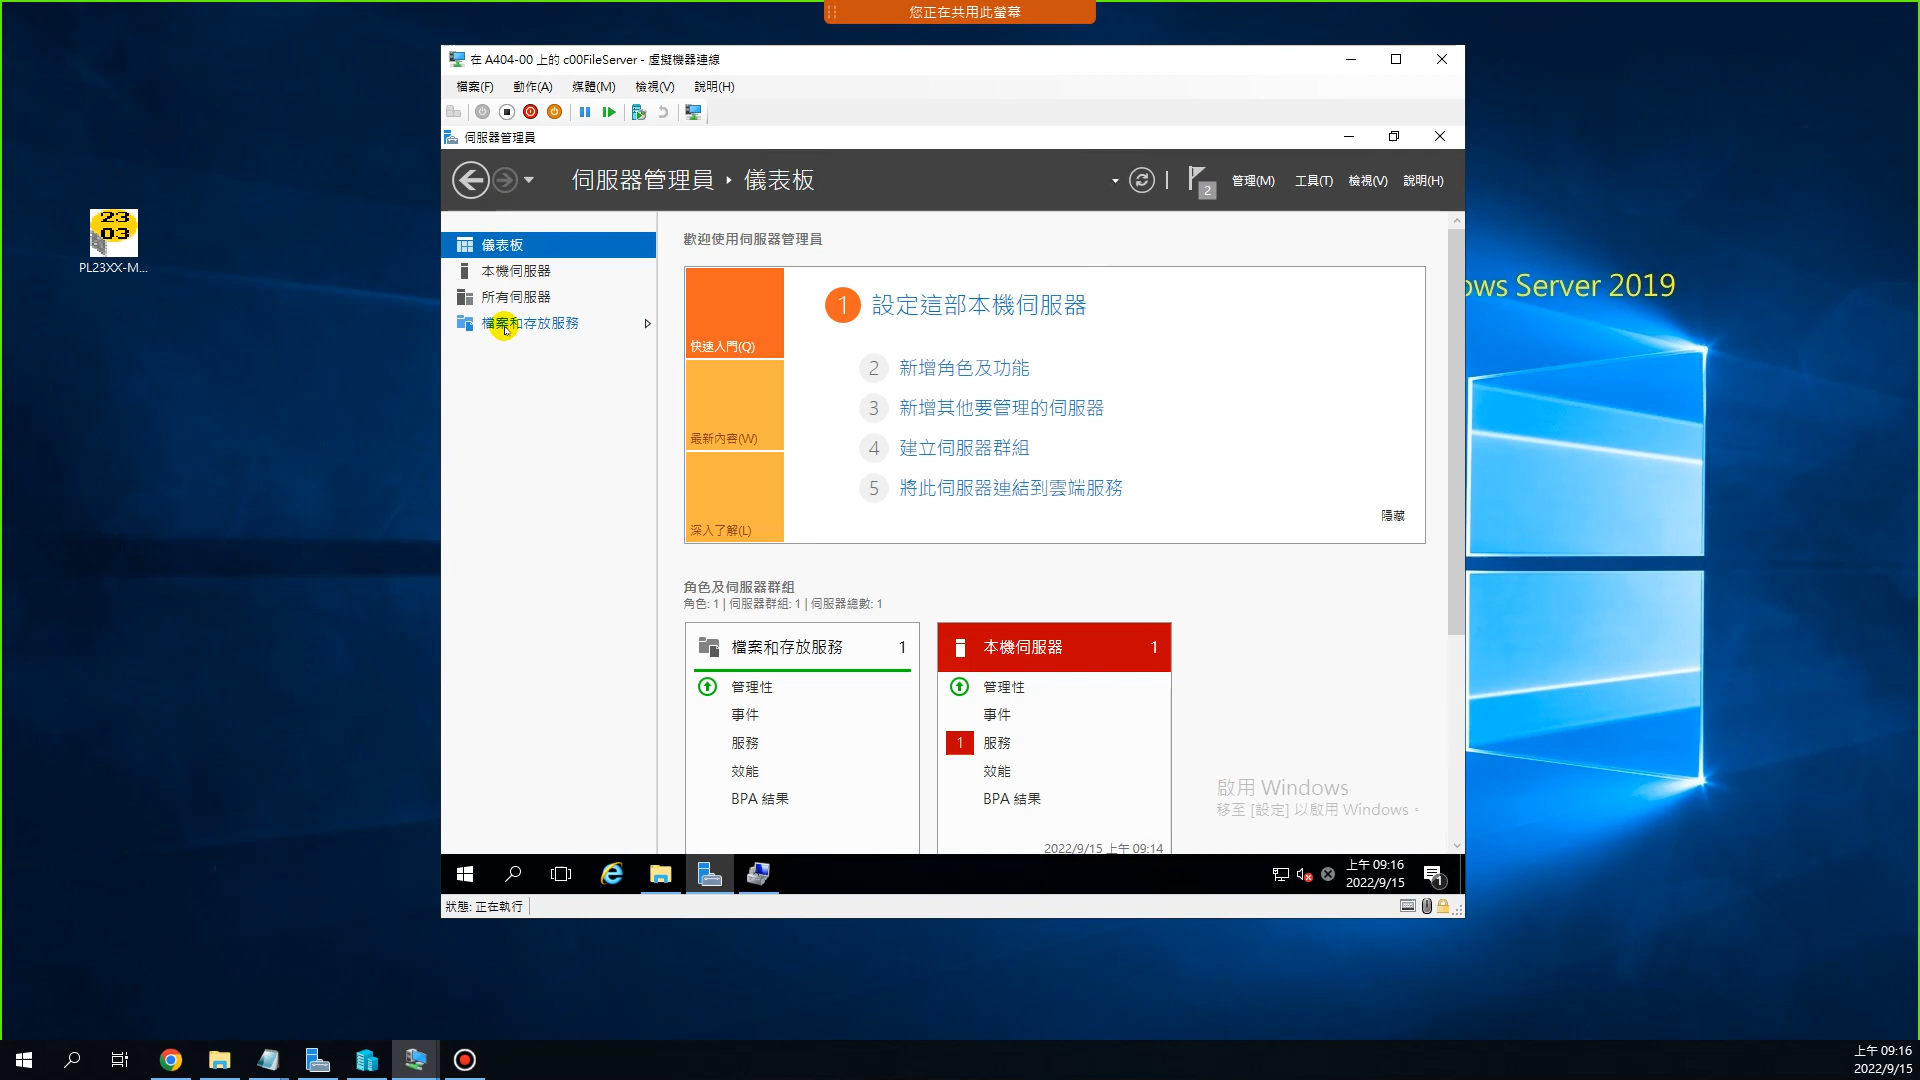 您正在共用此螢幕
在 A404-00 上的 c00FileServer - 虛擬機器連線
檔案(F) 動作(A) 媒體(M) 檢視(V) 說明(H)
伺服器管理員
伺服器管理員 ‣ 儀表板
2
管理(M) 工具(T) 檢視(V) 說明(H)
儀表板
本機伺服器
所有伺服器
檔案和存放服務
歡迎使用伺服器管理員
快速入門(Q)
最新內容(W)
深入了解(L)
1 設定這部本機伺服器
2 新增角色及功能
3 新增其他要管理的伺服器
4 建立伺服器群組
5 將此伺服器連結到雲端服務
隱藏
角色及伺服器群組
角色: 1 | 伺服器群組: 1 | 伺服器總數: 1
檔案和存放服務 1
管理性
事件
服務
效能
BPA 結果
本機伺服器 1
管理性
事件
1 服務
效能
BPA 結果
2022/9/15 上午 09:14
啟用 Windows
移至 [設定] 以啟用 Windows。
上午 09:16
2022/9/15
1
狀態: 正在執行
23
03
PL23XX-M...
ows Server 2019
上午 09:16
2022/9/15